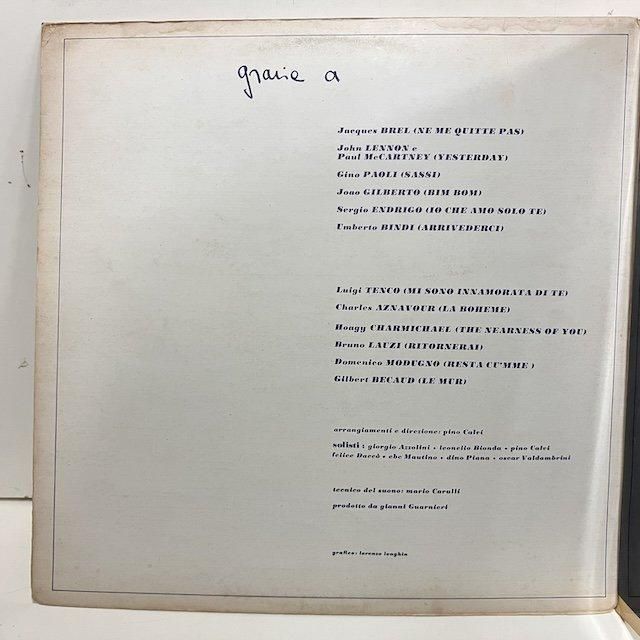 grazie a
Jacques BREL (NE ME QUITTE PAS)
John LENNON e
Paul McCARTNEY (YESTERDAY)
Gino PAOLI (SASSI)
Joao GILBERTO (BIM BOM)
Sergio ENDRIGO (IO CHE AMO SOLO TE)
Umberto BINDI (ARRIVEDERCI)
Luigi TENCO (MI SONO INNAMORATA DI TE)
Charles AZNAVOUR (LA BOHEME)
Hoagy CHARMICHAEL (THE NEARNESS OF YOU)
Bruno LAUZI (RITORNERAI)
Domenico MODUGNO (RESTA CU'MME )
Gilbert BECAUD (LE MUR)
arrangiamenti e direzione: pino Calvi
solisti : giorgio Azzolini • leonello Bionda • pino Calvi
felice Daccò • ebe Mautino • dino Piana • oscar Valdambrini
tecnico del suono: mario Carulli
prodotto da gianni Guarnieri
grafico: lorenzo longhin